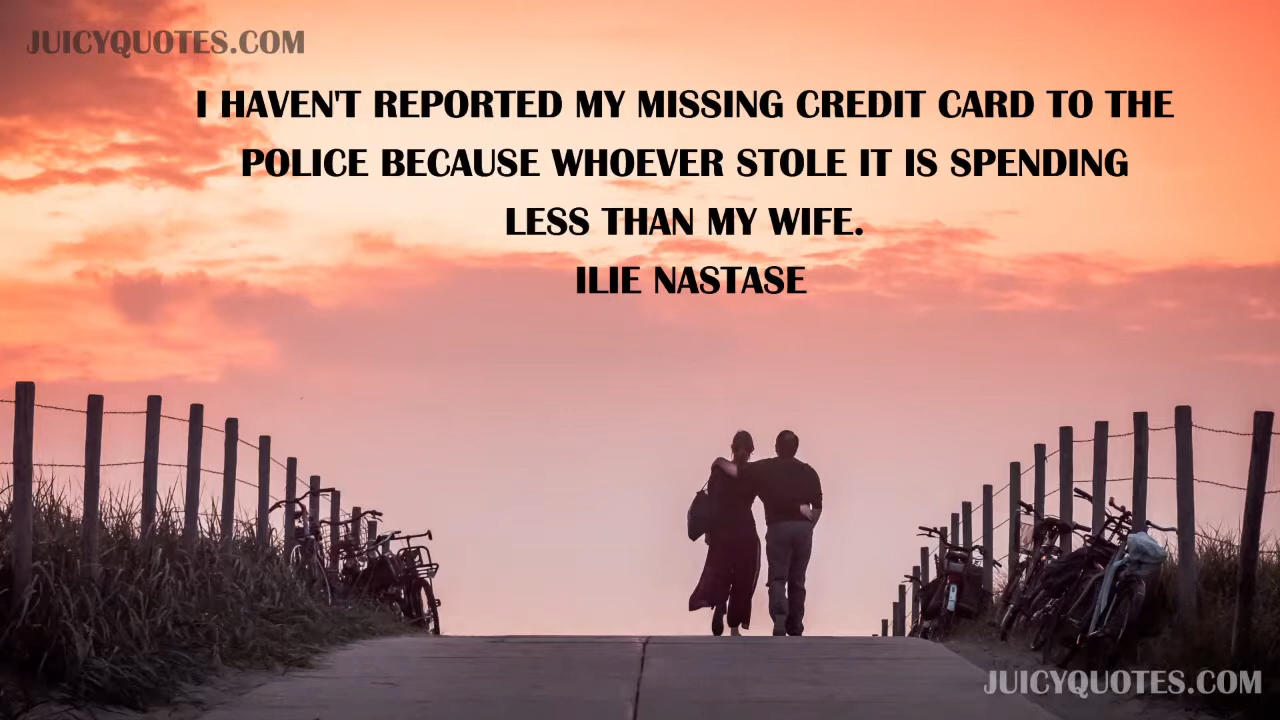 JUICYQUOTES.COM
I HAVEN'T REPORTED MY MISSING CREDIT CARD TO THE
POLICE BECAUSE WHOEVER STOLE IT IS SPENDING
LESS THAN MY WIFE.
ILIE NASTASE
JUICYQUOTES.COM